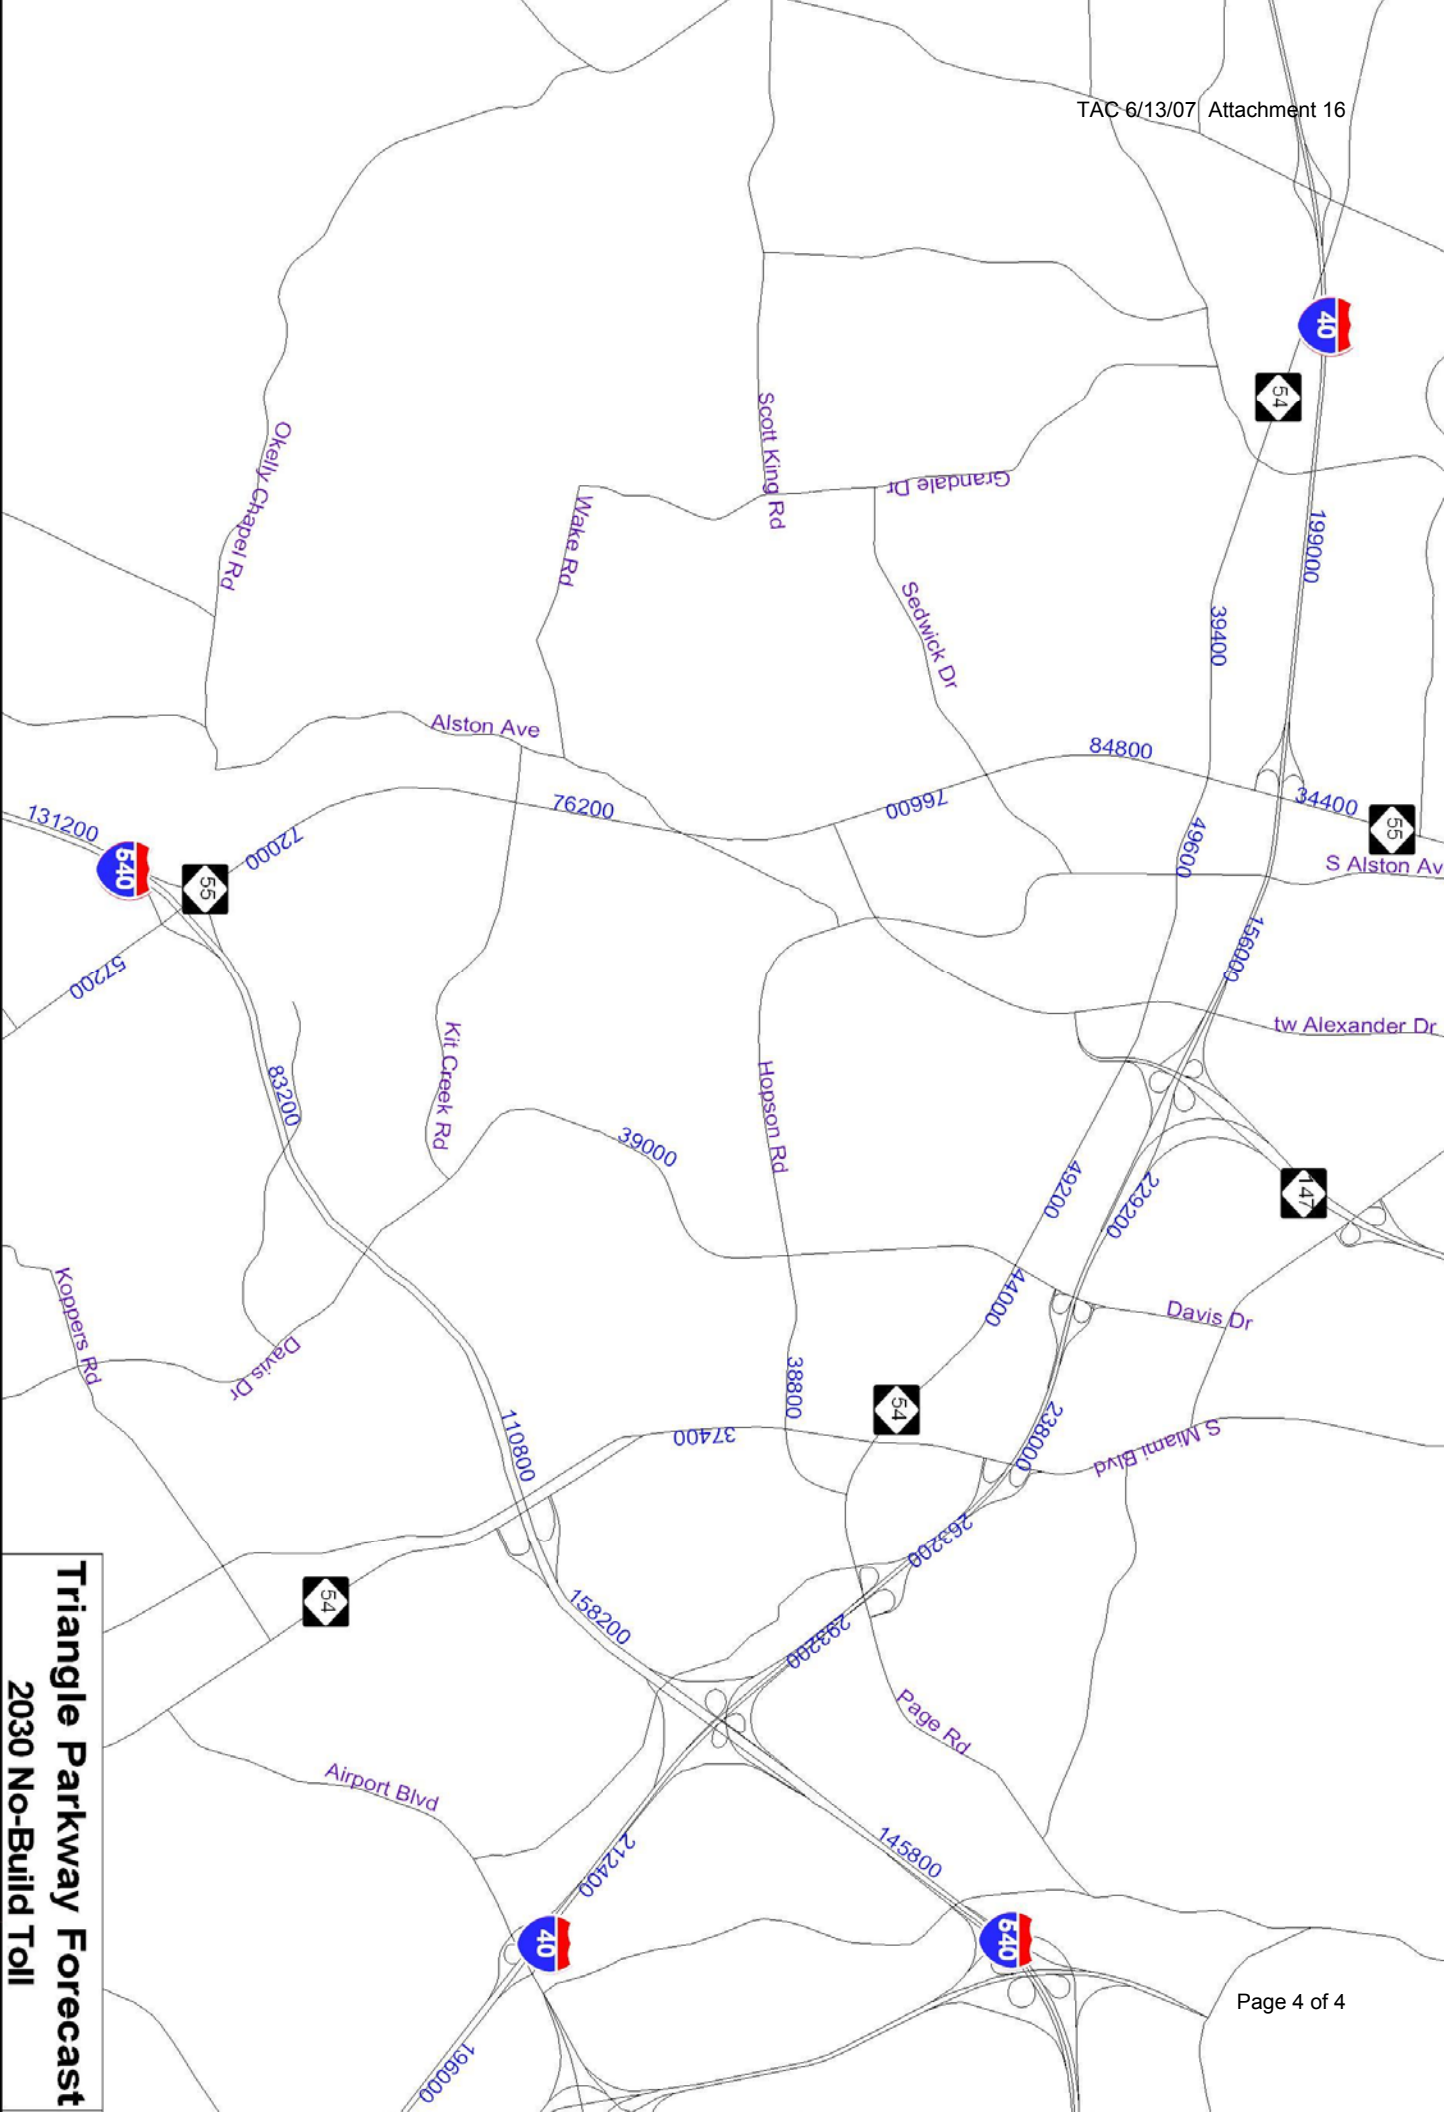 TAC 6/13/07 Attachment 16
40
54
Scott King Rd
Okelly Chapel Rd
Grandale Dr
Wake Rd
199000
Sedwick Dr
39400
Alston Ave
84800
131200
76200
76600
34400
55
72000
49600
S Alston Av
540
55
156000
57200
tw Alexander Dr
Kit Creek Rd
83200
Hopson Rd
39000
49200
229200
147
44000
Davis Dr
Koppers Rd
Davis Dr
38800
54
110800
37400
238000
S Miami Blvd
263200
54
158200
293200
Page Rd
Airport Blvd
145800
212400
40
540
196000
Triangle Parkway Forecast
2030 No-Build Toll
Page 4 of 4